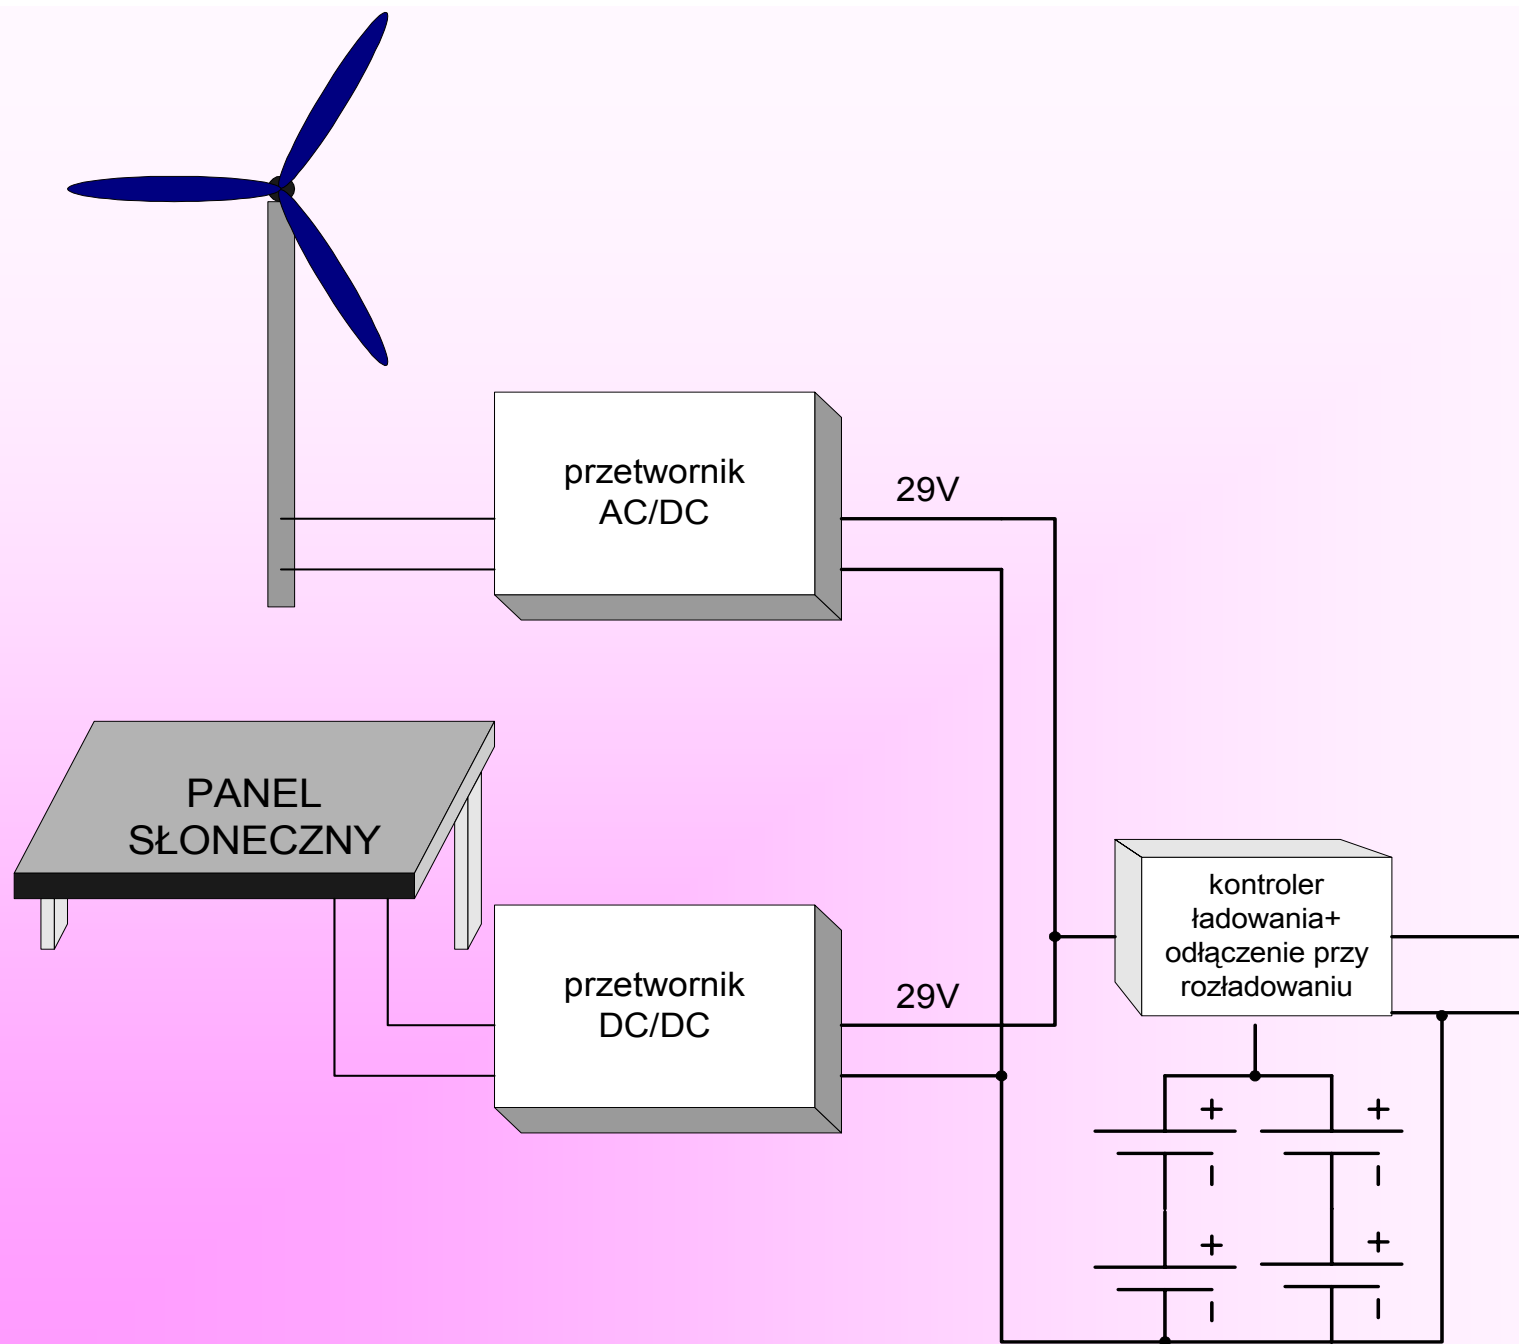 przetwornik
AC/DC
29V
PANEL
SŁONECZNY
przetwornik
DC/DC
29V
kontroler
ładowania+
odłączenie przy
rozładowaniu
+
+
–
–
+
+
–
–